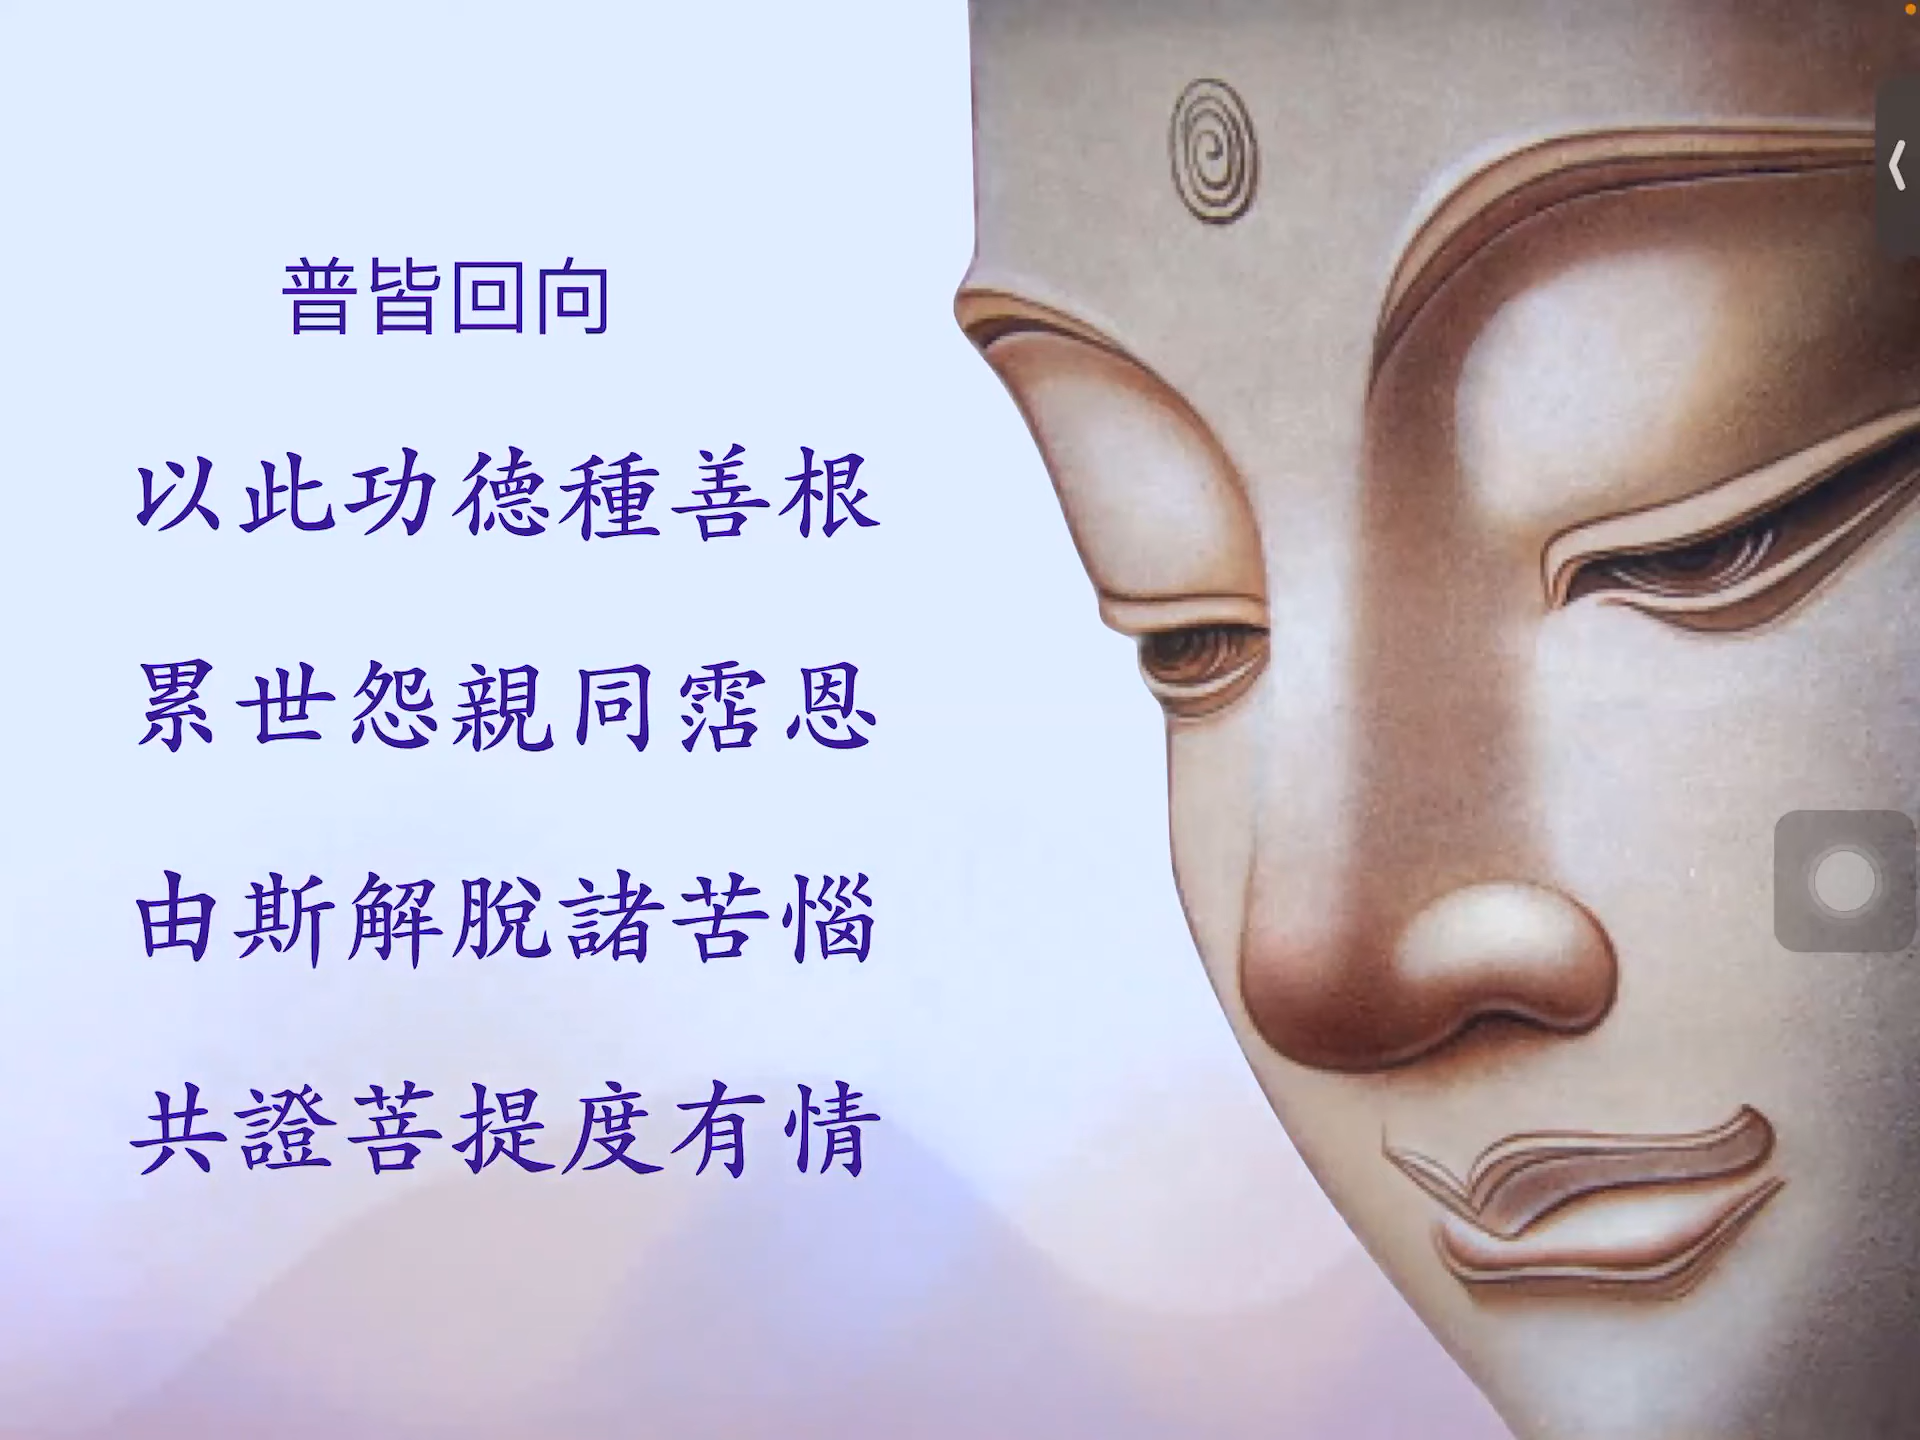 普皆回向
以此功德種善根
累世怨親同霑恩
由斯解脫諸苦惱
共證菩提度有情